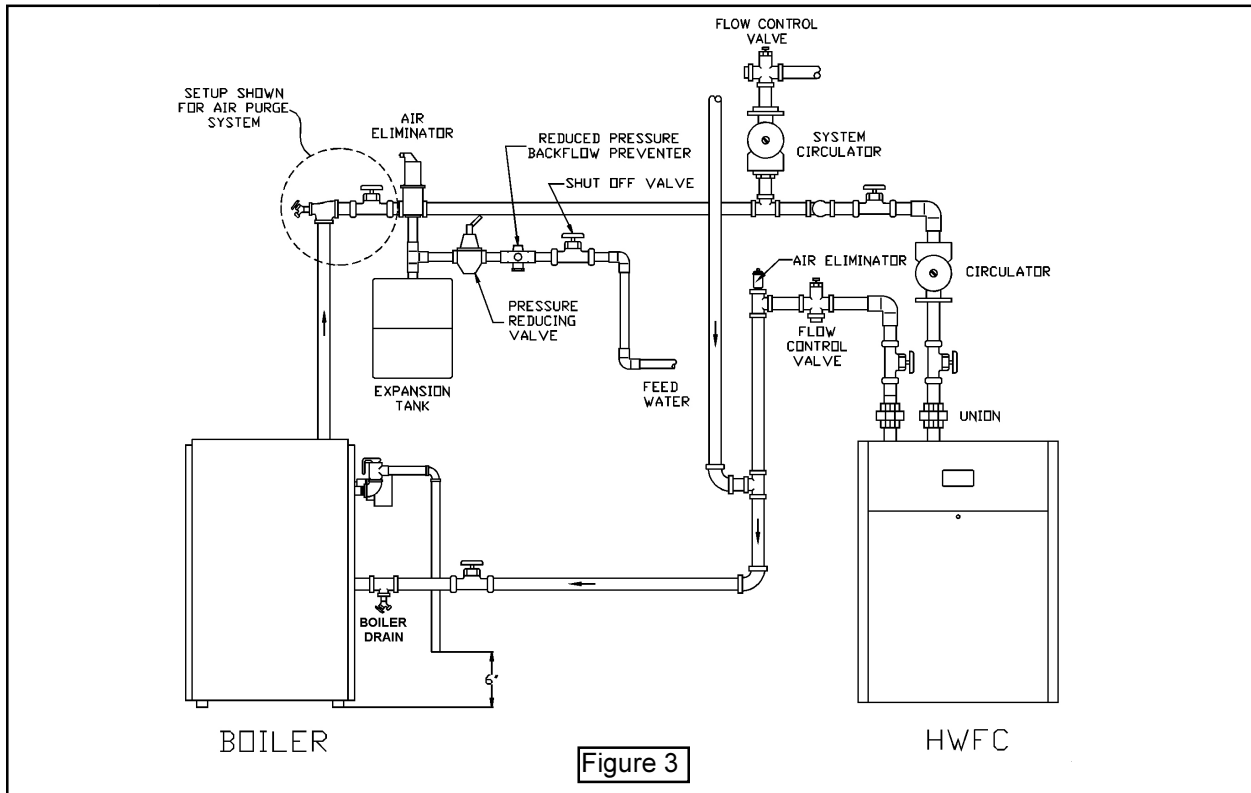 FLOW CONTROL
VALVE
SETUP SHOWN
FOR AIR PURGE
SYSTEM
AIR
ELIMINATOR
REDUCED PRESSURE
BACKFLOW PREVENTER
SYSTEM
CIRCULATOR
SHUT OFF VALVE
AIR ELIMINATOR
CIRCULATOR
PRESSURE
REDUCING
VALVE
FLOW
CONTROL
VALVE
EXPANSION
TANK
FEED
WATER
UNION
BOILER
DRAIN
6"
BOILER
HWFC
Figure 3